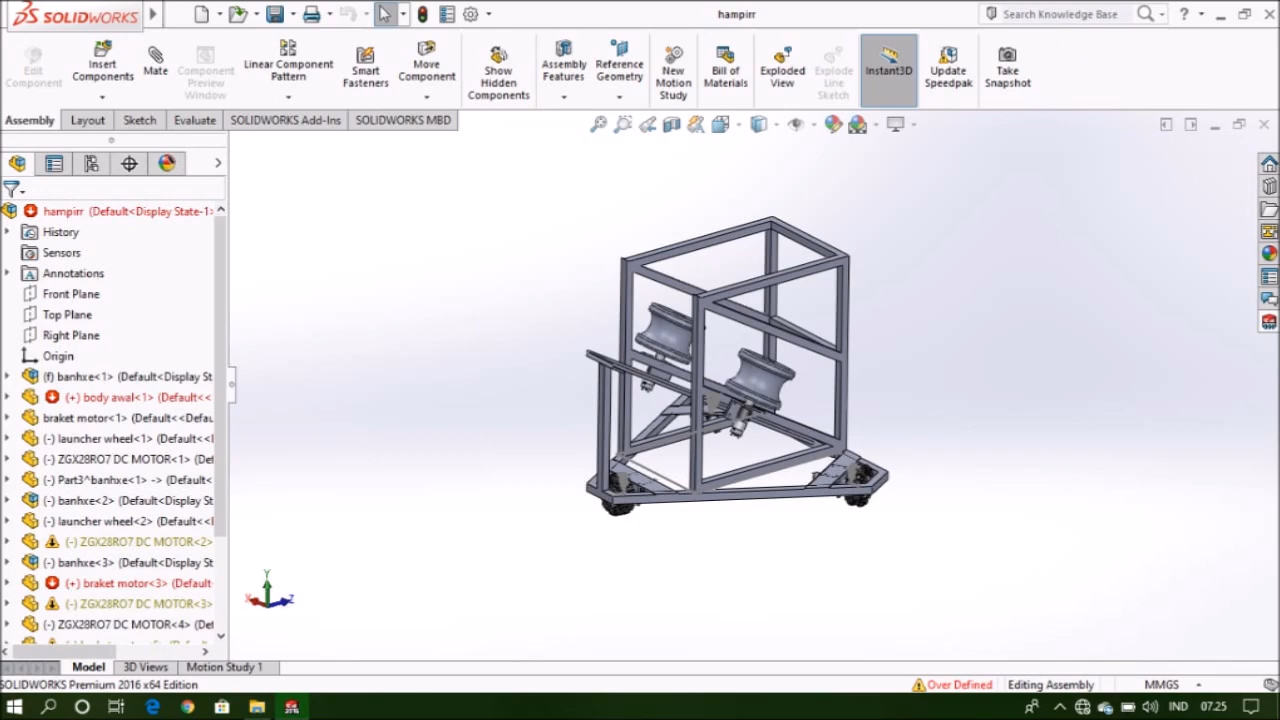 SOLIDWORKS
hampirr
Search Knowledge Base
?
Edit Component
Insert Components
Mate
Component Preview Window
Linear Component Pattern
Smart Fasteners
Move Component
Show Hidden Components
Assembly Features
Reference Geometry
New Motion Study
Bill of Materials
Exploded View
Explode Line Sketch
Instant3D
Update Speedpak
Take Snapshot
Assembly
Layout
Sketch
Evaluate
SOLIDWORKS Add-Ins
SOLIDWORKS MBD
hampirr (Default<Display State-1>
History
Sensors
Annotations
Front Plane
Top Plane
Right Plane
Origin
(f) banhxe<1> (Default<Display St
(+) body awal<1> (Default<<
braket motor<1> (Default<<Defau
(-) launcher wheel<1> (Default<<
(-) ZGX28RO7 DC MOTOR<1> (Def
(-) Part3^banhxe<1> -> (Default<
(-) banhxe<2> (Default<Display St
(-) launcher wheel<2> (Default<<
(-) ZGX28RO7 DC MOTOR<2>
(-) banhxe<3> (Default<Display St
(+) braket motor<3> (Default
(-) ZGX28RO7 DC MOTOR<3>
(-) ZGX28RO7 DC MOTOR<4> (Def
Y
X
Z
Model
3D Views
Motion Study 1
SOLIDWORKS Premium 2016 x64 Edition
Over Defined
Editing Assembly
MMGS
IND
07.25